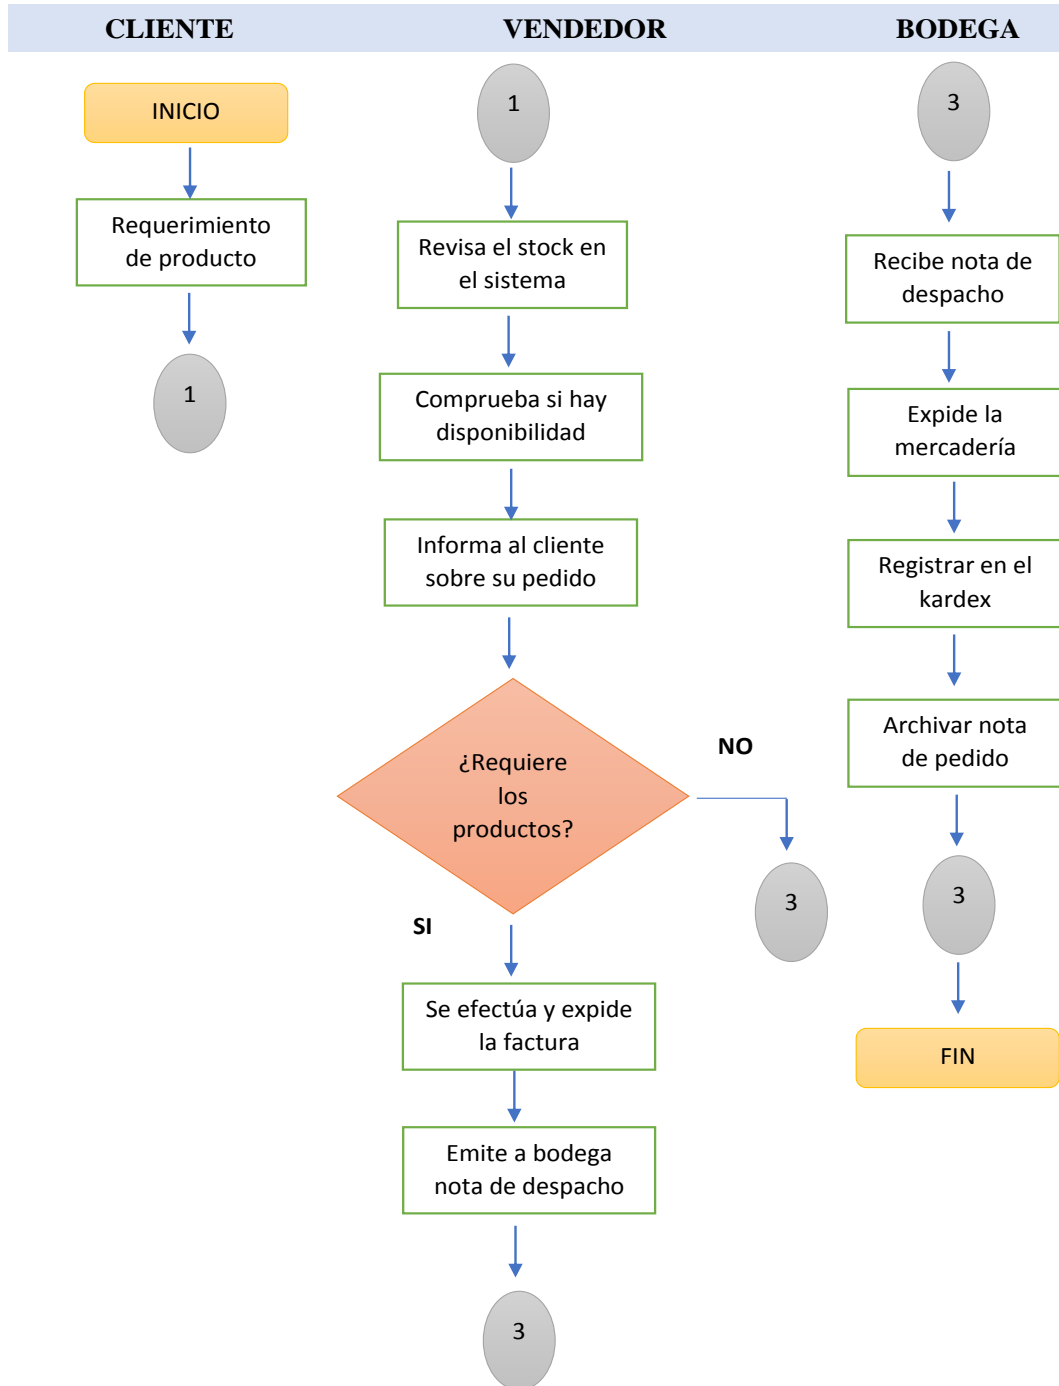 CLIENTE
VENDEDOR
BODEGA
INICIO
Requerimiento
de producto
1
1
Revisa el stock en
el sistema
Comprueba si hay
disponibilidad
Informa al cliente
sobre su pedido
¿Requiere
los
productos?
NO
3
SI
Se efectúa y expide
la factura
Emite a bodega
nota de despacho
3
3
Recibe nota de
despacho
Expide la
mercadería
Registrar en el
kardex
Archivar nota
de pedido
3
FIN